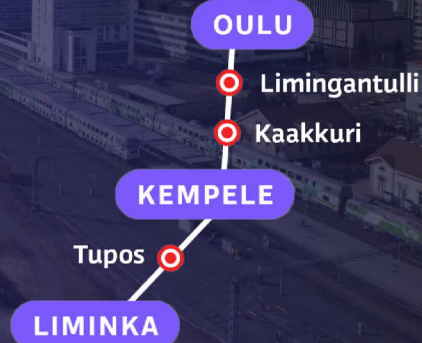 OULU
Limingantulli
Kaakkuri
KEMPELE
Tupos
LIMINKA